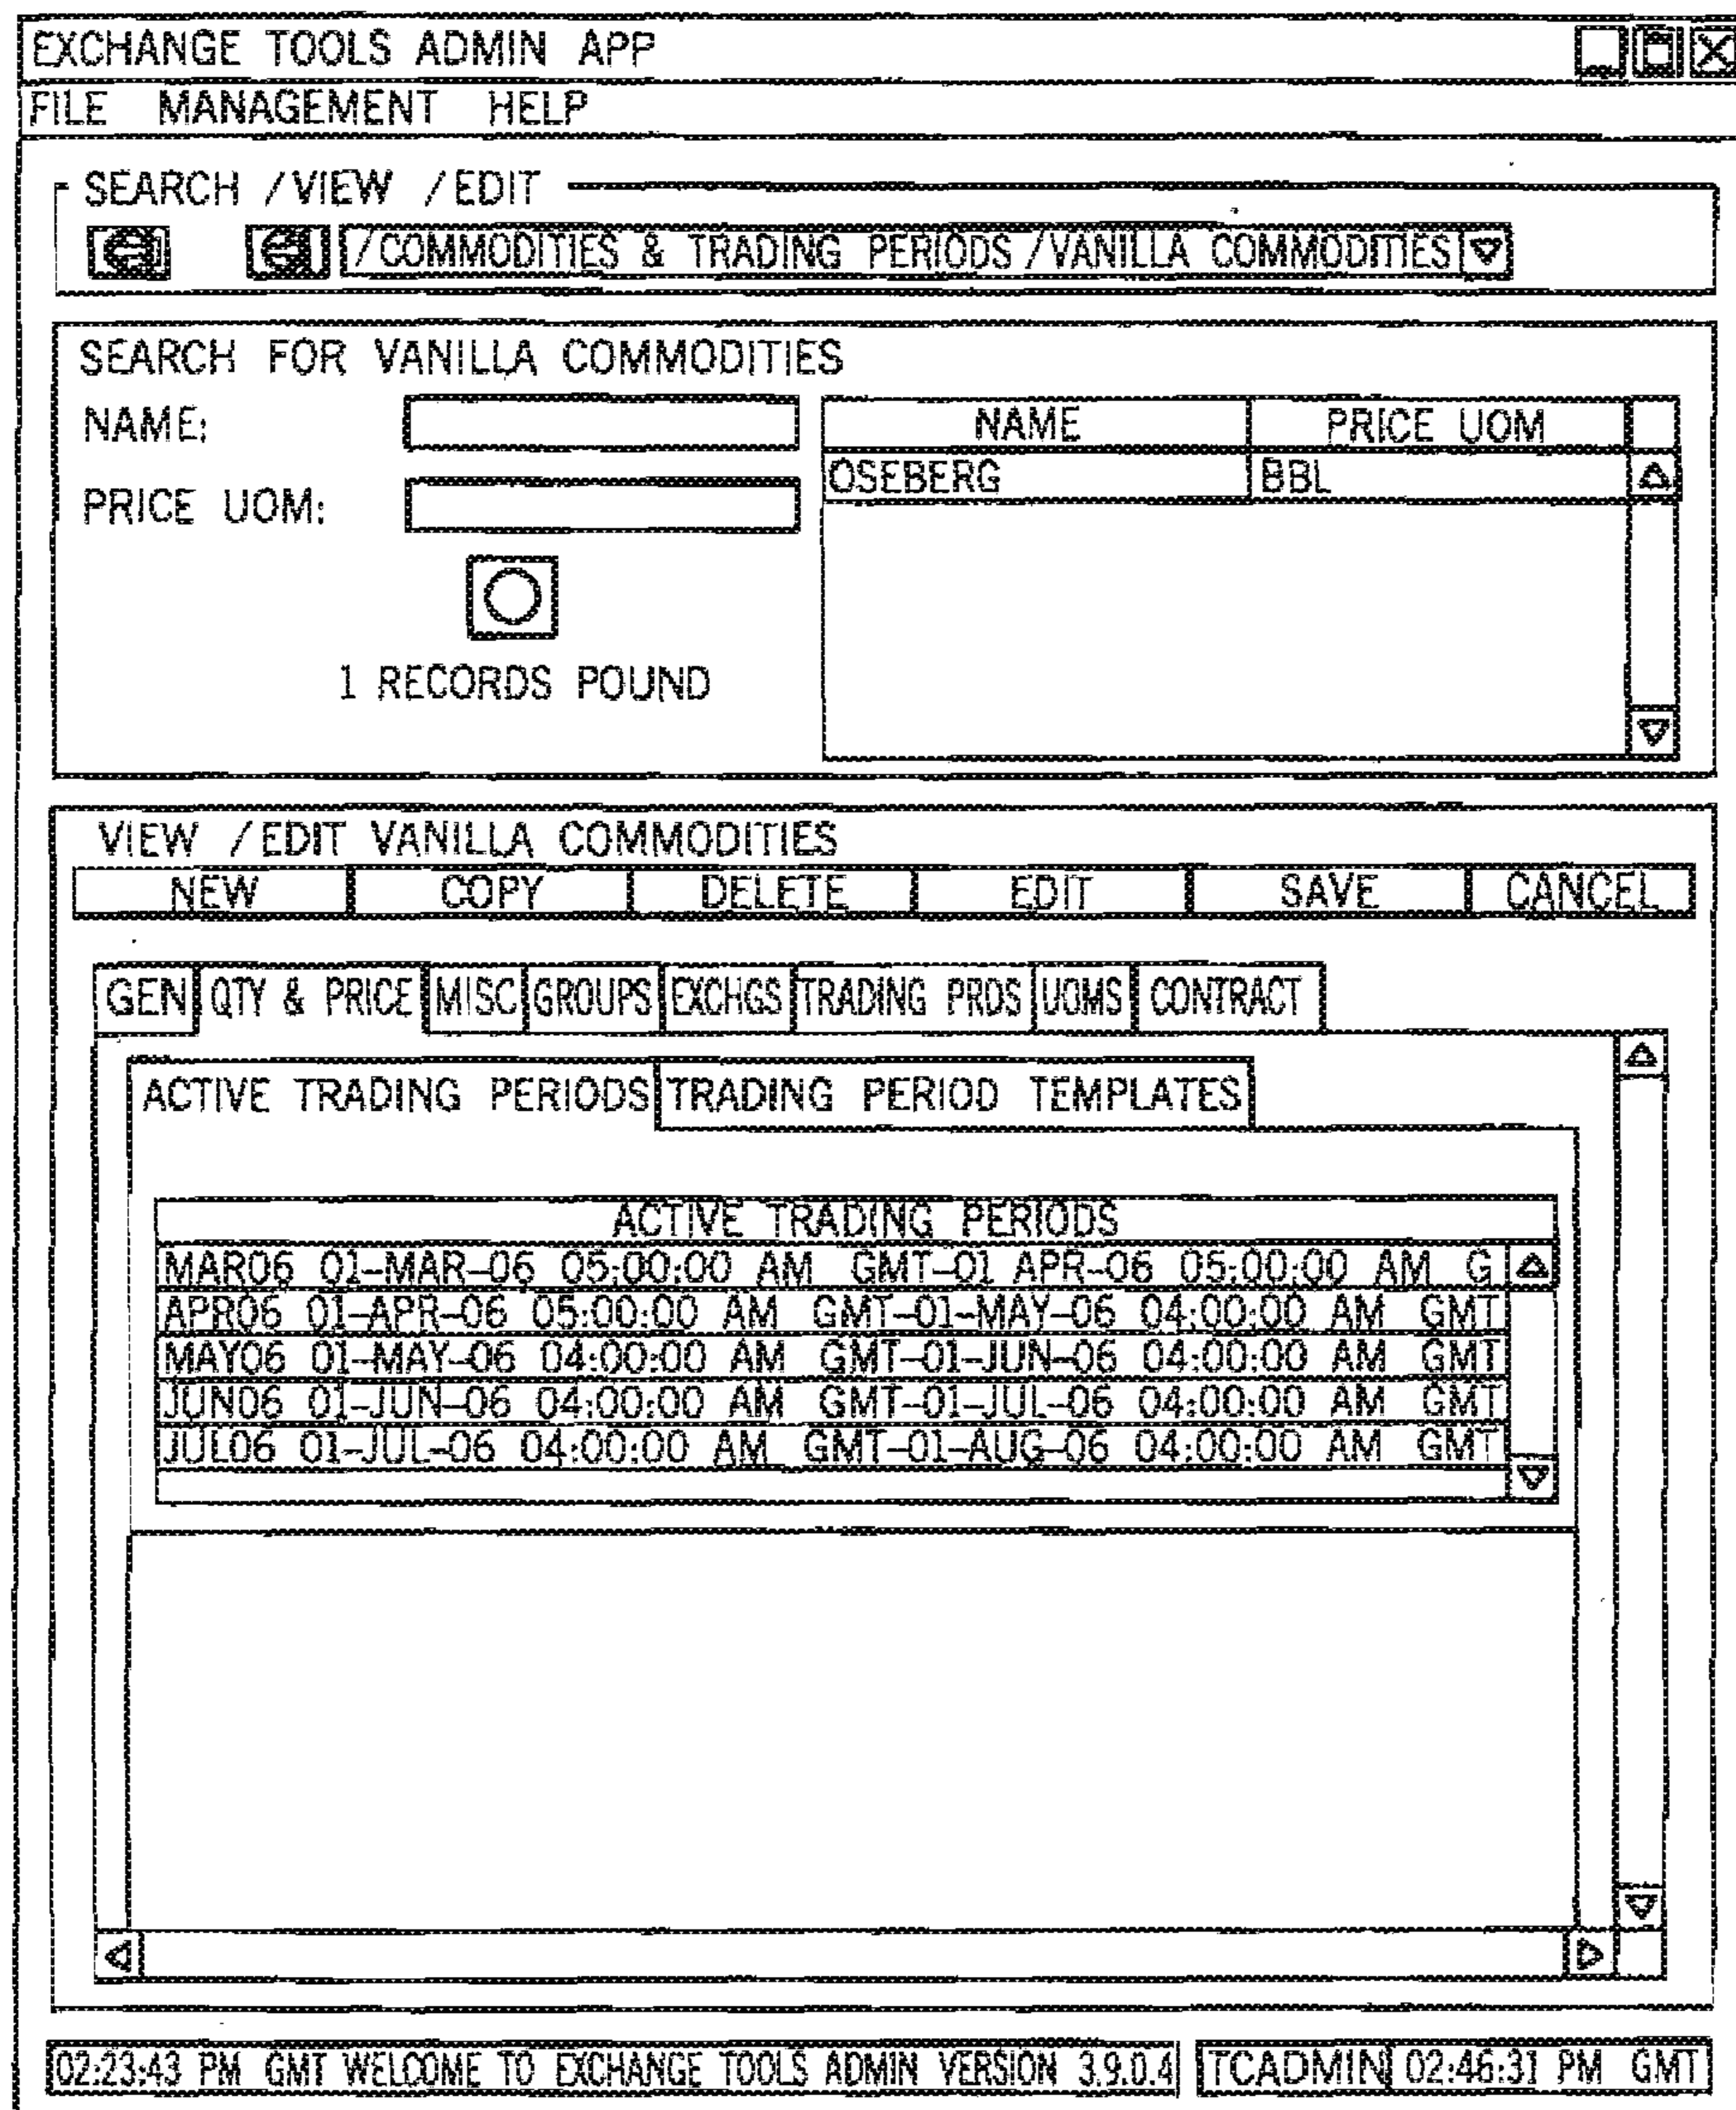 EXCHANGE TOOLS ADMIN APP
FILE MANAGEMENT HELP
SEARCH /VIEW /EDIT
/COMMODITIES & TRADING PERIODS /VANILLA COMMODITIES
SEARCH FOR VANILLA COMMODITIES
NAME:
PRICE UOM:
1 RECORDS POUND
NAME PRICE UOM
OSEBERG BBL
VIEW /EDIT VANILLA COMMODITIES
NEW COPY DELETE EDIT SAVE CANCEL
GEN QTY & PRICE MISC GROUPS EXCHGS TRADING PRDS UOMS CONTRACT
ACTIVE TRADING PERIODS TRADING PERIOD TEMPLATES
ACTIVE TRADING PERIODS
MAR06 01-MAR-06 05:00:00 AM GMT-01 APR-06 05:00:00 AM G
APR06 01-APR-06 05:00:00 AM GMT-01-MAY-06 04:00:00 AM GMT
MAY06 01-MAY-06 04:00:00 AM GMT-01-JUN-06 04:00:00 AM GMT
JUN06 01-JUN-06 04:00:00 AM GMT-01-JUL-06 04:00:00 AM GMT
JUL06 01-JUL-06 04:00:00 AM GMT-01-AUG-06 04:00:00 AM GMT
02:23:43 PM GMT WELCOME TO EXCHANGE TOOLS ADMIN VERSION 3.9.0.4 TCADMIN 02:46:31 PM GMT